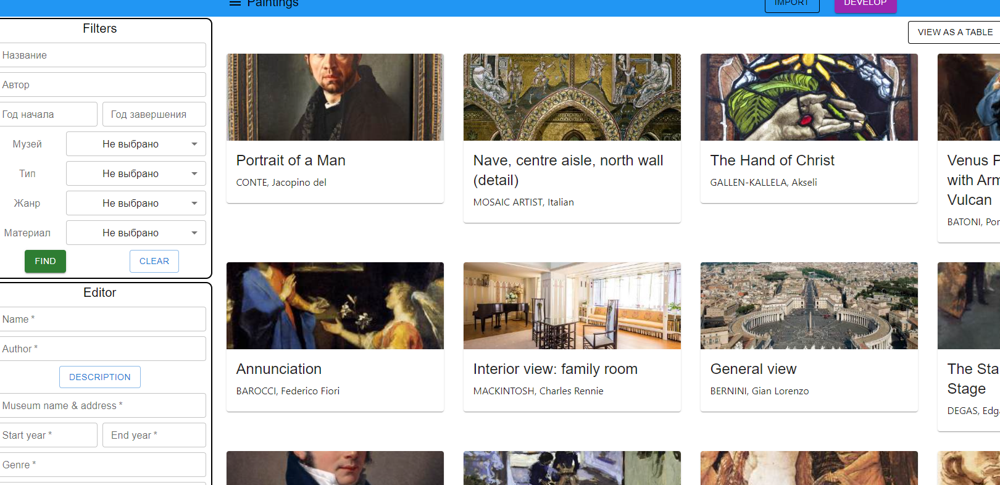 Paintings
IMPORT
DEVELOP
Filters
Название
Автор
Год начала
Год завершения
Музей
Не выбрано
Тип
Не выбрано
Жанр
Не выбрано
Материал
Не выбрано
FIND
CLEAR
Editor
Name *
Author *
DESCRIPTION
Museum name & address *
Start year *
End year *
Genre *
VIEW AS A TABLE
Portrait of a Man
CONTE, Jacopino del
Nave, centre aisle, north wall
(detail)
MOSAIC ARTIST, Italian
The Hand of Christ
GALLEN-KALLELA, Akseli
Venus P
with Arm
Vulcan
BATONI, Pom
Annunciation
BAROCCI, Federico Fiori
Interior view: family room
MACKINTOSH, Charles Rennie
General view
BERNINI, Gian Lorenzo
The Sta
Stage
DEGAS, Edga